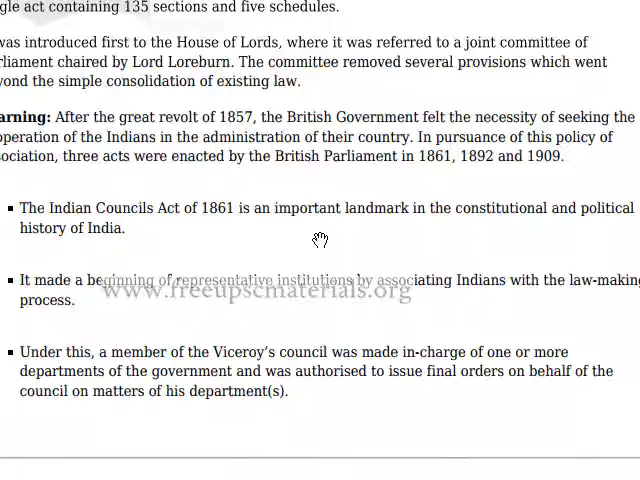 gle act containing 135 sections and five schedules.
was introduced first to the House of Lords, where it was referred to a joint committee of
rliament chaired by Lord Loreburn. The committee removed several provisions which went
yond the simple consolidation of existing law.
arning: After the great revolt of 1857, the British Government felt the necessity of seeking the
operation of the Indians in the administration of their country. In pursuance of this policy of
sociation, three acts were enacted by the British Parliament in 1861, 1892 and 1909.
▪ The Indian Councils Act of 1861 is an important landmark in the constitutional and political
history of India.
▪ It made a beginning of representative institutions by associating Indians with the law-making
process.
www.freeupscmaterials.org
▪ Under this, a member of the Viceroy’s council was made in-charge of one or more
departments of the government and was authorised to issue final orders on behalf of the
council on matters of his department(s).